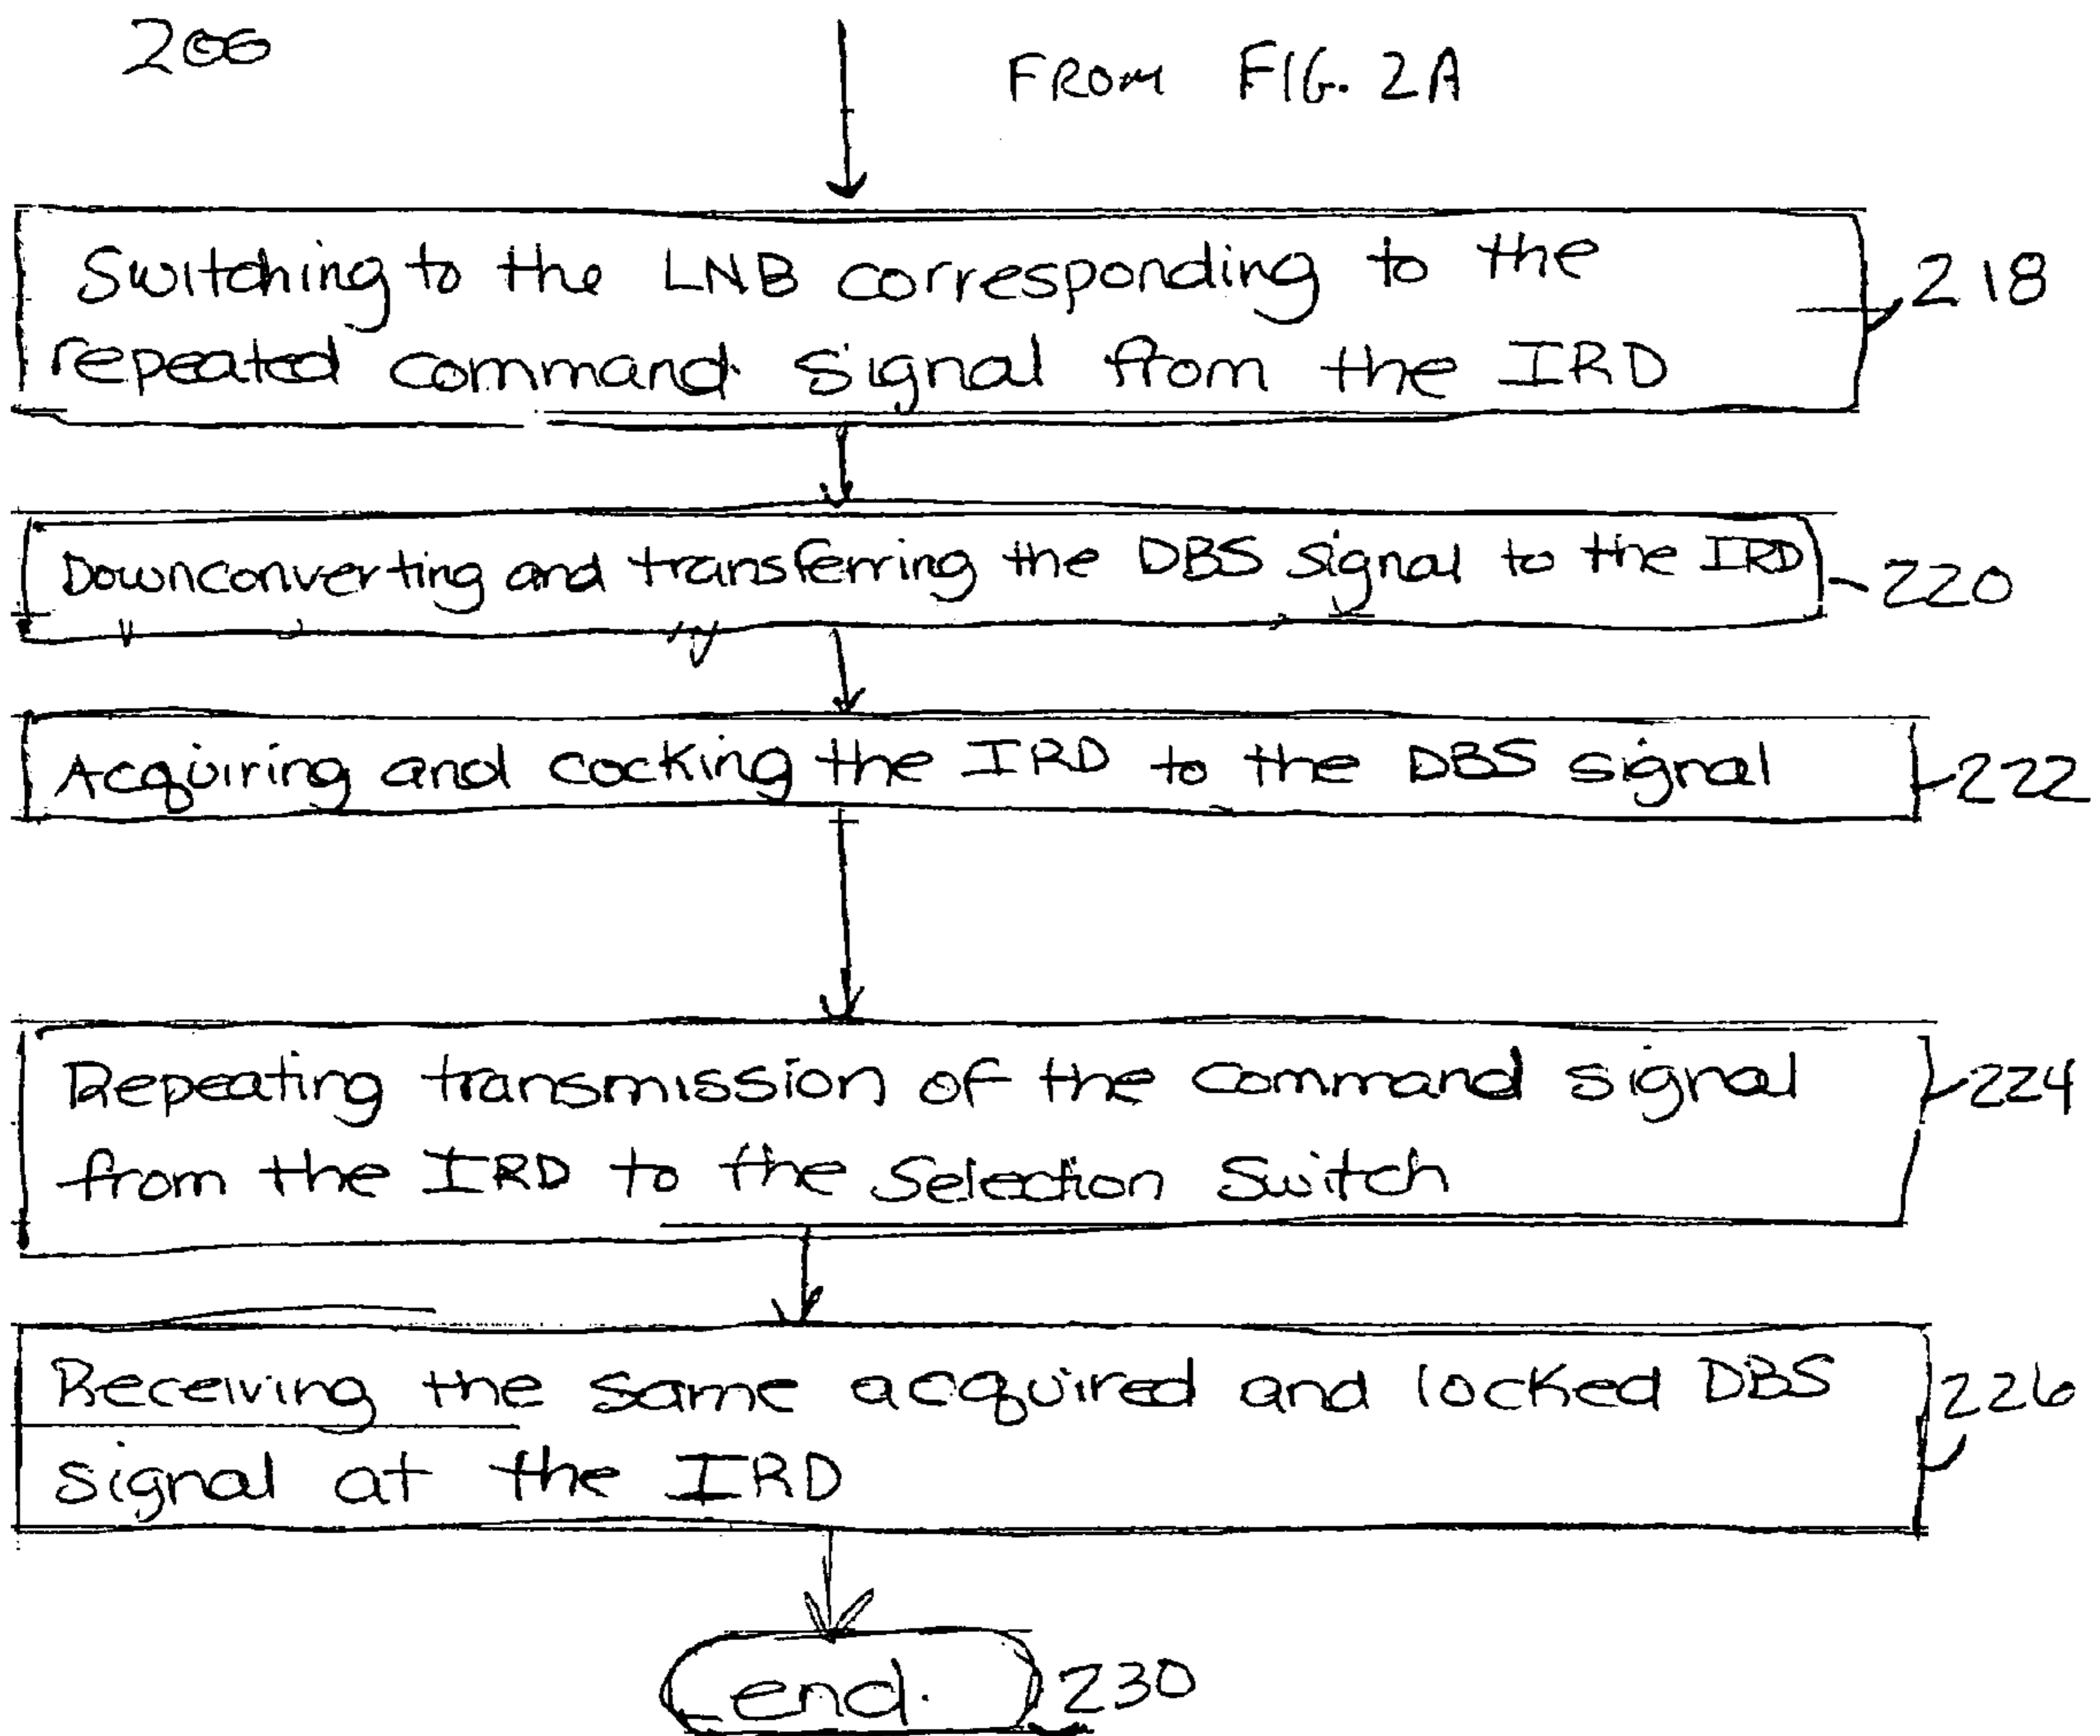 200
FROM FIG. 2A
Switching to the LNB corresponding to the
repeated command signal from the IRD
218
Downconverting and transferring the DBS signal to the IRD
220
Acquiring and cocking the IRD to the DBS signal
222
Repeating transmission of the command signal
from the IRD to the Selection Switch
224
Receiving the same acquired and locked DBS
signal at the IRD
226
end.
230